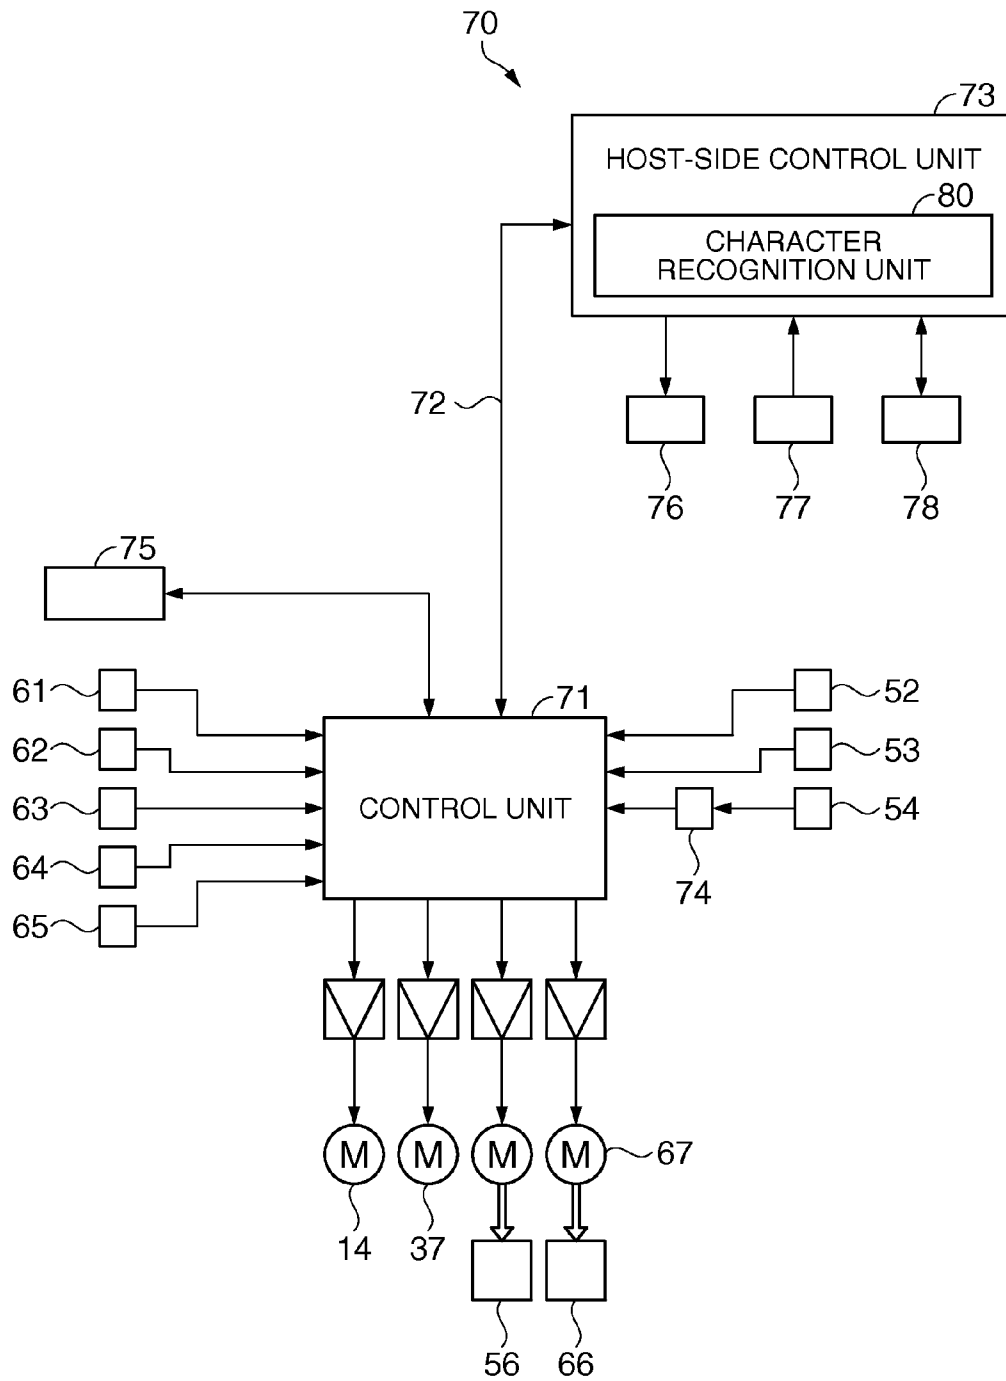 70
73
HOST-SIDE CONTROL UNIT
80
CHARACTER
RECOGNITION UNIT
72
76
77
78
75
61
71
52
62
53
63
CONTROL UNIT
54
64
74
65
M
M
M
M
67
14
37
56
66